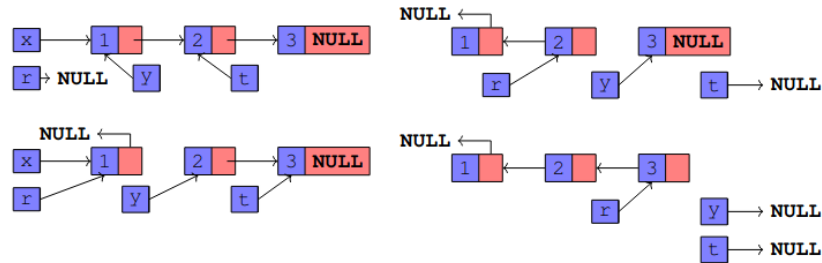 x 1 2 3 NULL
r NULL y t
NULL
1 2 3 NULL
r y t NULL
NULL
x 1 2 3 NULL
r y t
NULL
1 2 3
r y NULL
t NULL